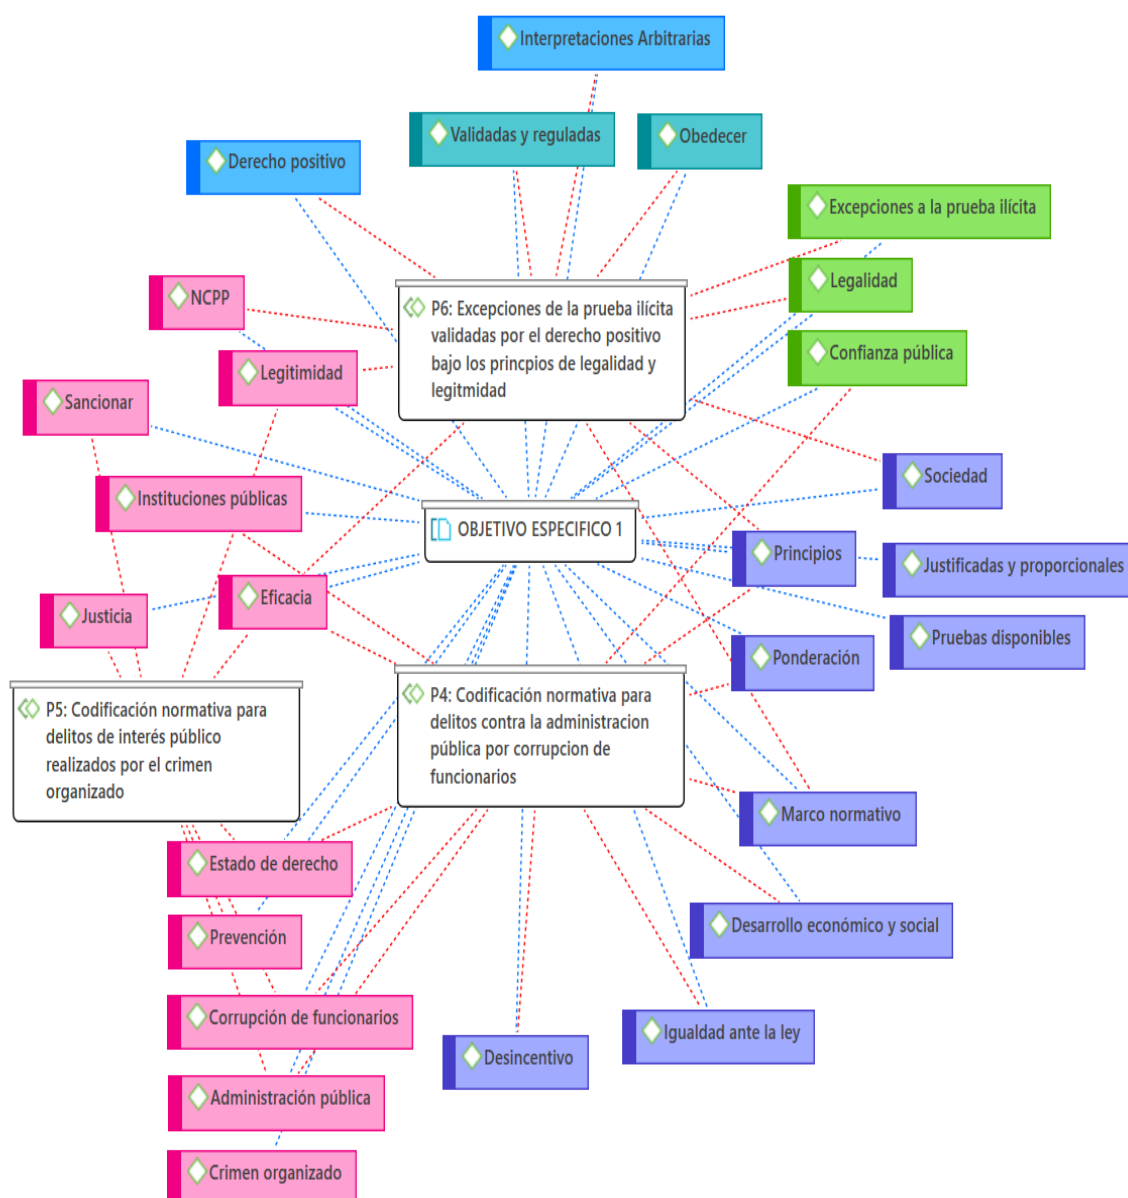 Interpretaciones Arbitrarias
Validadas y reguladas
Obedecer
Derecho positivo
Excepciones a la prueba ilícita
NCPP
Legalidad
P6: Excepciones de la prueba ilícita
validadas por el derecho positivo
bajo los princpios de legalidad y
legitmidad
Confianza pública
Legitimidad
Sancionar
Sociedad
Instituciones públicas
OBJETIVO ESPECIFICO 1
Principios
Justificadas y proporcionales
Eficacia
Justicia
Pruebas disponibles
Ponderación
P5: Codificación normativa para
delitos de interés público
realizados por el crimen
organizado
P4: Codificación normativa para
delitos contra la administracion
pública por corrupcion de
funcionarios
Marco normativo
Estado de derecho
Desarrollo económico y social
Prevención
Corrupción de funcionarios
Igualdad ante la ley
Desincentivo
Administración pública
Crimen organizado